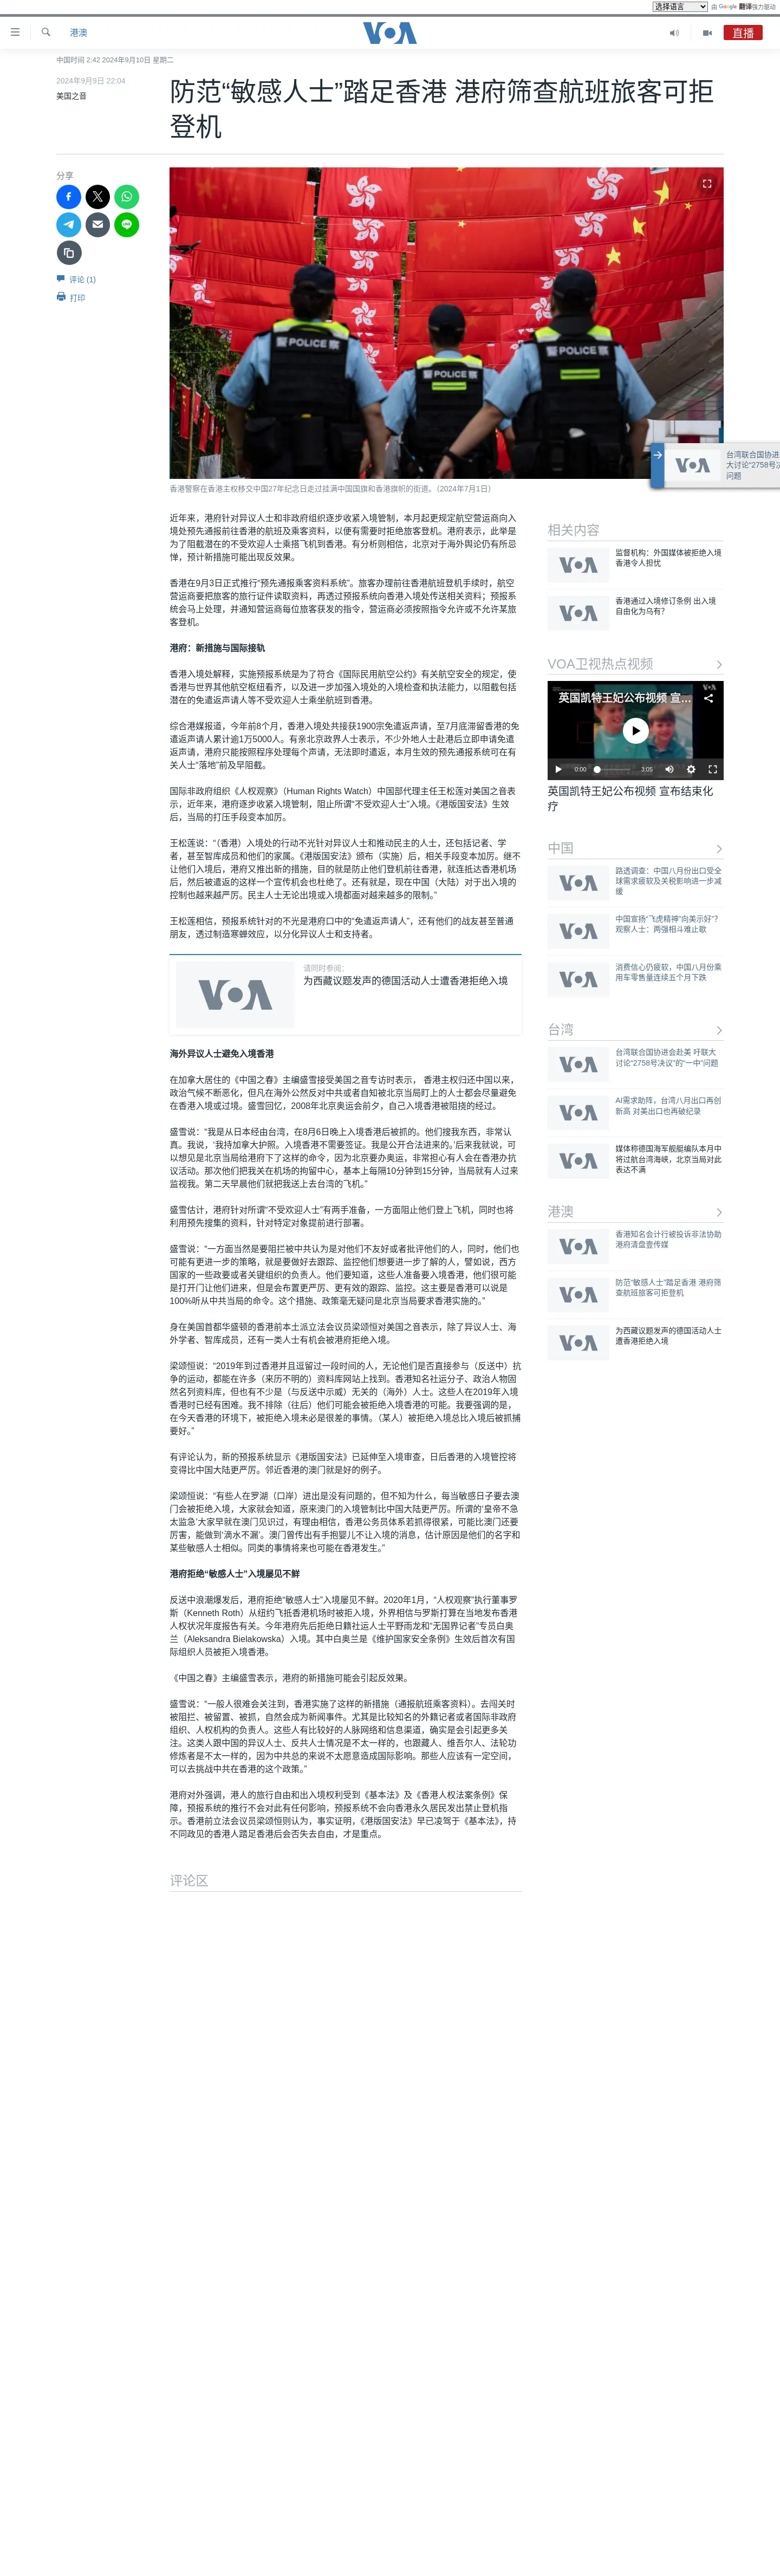 选择语言
由 Google 翻译强力驱动
港澳
VOA
直播
中国时间 2:42 2024年9月10日 星期二
2024年9月9日 22:04
美国之音
防范“敏感人士”踏足香港 港府筛查航班旅客可拒
登机
分享
评论 (1)
打印
POLICE 警察
POLICE 警察
POLICE 警察
香港警察在香港主权移交中国27年纪念日走过挂满中国国旗和香港旗帜的街道。（2024年7月1日）
台湾联合国协进
大讨论“2758号决
问题
近年来，港府针对异议人士和非政府组织逐步收紧入境管制，本月起更规定航空营运商向入
境处预先通报前往香港的航班及乘客资料，以便有需要时拒绝旅客登机。港府表示，此举是
为了阻截潜在的不受欢迎人士乘搭飞机到香港。有分析则相信，北京对于海外舆论仍有所忌
惮，预计新措施可能出现反效果。
香港在9月3日正式推行“预先通报乘客资料系统”。旅客办理前往香港航班登机手续时，航空
营运商要把旅客的旅行证件读取资料，再透过预报系统向香港入境处传送相关资料；预报系
统会马上处理，并通知营运商每位旅客获发的指令，营运商必须按照指令允许或不允许某旅
客登机。
港府：新措施与国际接轨
香港入境处解释，实施预报系统是为了符合《国际民用航空公约》有关航空安全的规定，使
香港与世界其他航空枢纽看齐，以及进一步加强入境处的入境检查和执法能力，以阻截包括
潜在的免遣返声请人等不受欢迎人士乘坐航班到香港。
综合港媒报道，今年前8个月，香港入境处共接获1900宗免遣返声请，至7月底滞留香港的免
遣返声请人累计逾1万5000人。有亲北京政界人士表示，不少外地人士赴港后立即申请免遣
返声请，港府只能按照程序处理每个声请，无法即时遣返，本月生效的预先通报系统可在有
关人士“落地”前及早阻截。
国际非政府组织《人权观察》（Human Rights Watch）中国部代理主任王松莲对美国之音表
示，近年来，港府逐步收紧入境管制，阻止所谓“不受欢迎人士”入境。《港版国安法》生效
后，当局的打压手段变本加厉。
王松莲说：“（香港）入境处的行动不光针对异议人士和推动民主的人士，还包括记者、学
者，甚至智库成员和他们的家属。《港版国安法》颁布（实施）后，相关手段变本加厉。继不
让他们入境后，港府又推出新的措施，目的就是防止他们登机前往香港，就连抵达香港机场
后，然后被遣返的这样一个宣传机会也杜绝了。还有就是，现在中国（大陆）对于出入境的
控制也越来越严厉。民主人士无论出境或入境都面对越来越多的限制。”
王松莲相信，预报系统针对的不光是港府口中的“免遣返声请人”，还有他们的战友甚至普通
朋友，透过制造寒蝉效应，以分化异议人士和支持者。
VOA
请同时参阅：
为西藏议题发声的德国活动人士遭香港拒绝入境
海外异议人士避免入境香港
在加拿大居住的《中国之春》主编盛雪接受美国之音专访时表示， 香港主权归还中国以来，
政治气候不断恶化，但凡在海外公然反对中共或者自知被北京当局盯上的人士都会尽量避免
在香港入境或过境。盛雪回忆，2008年北京奥运会前夕，自己入境香港被阻挠的经过。
盛雪说：“我是从日本经由台湾，在8月6日晚上入境香港后被抓的。他们搜我东西，非常认
真。我说，‘我持加拿大护照。入境香港不需要签证。我是公开合法进来的。’后来我就说，可
以想见是北京当局给港府下了这样的命令，因为北京要办奥运，非常担心有人会在香港办抗
议活动。那次他们把我关在机场的拘留中心，基本上每隔10分钟到15分钟，当局就有人过来
监视我。第二天早晨他们就把我送上去台湾的飞机。”
盛雪估计，港府针对所谓“不受欢迎人士”有两手准备，一方面阻止他们登上飞机，同时也将
利用预先搜集的资料，针对特定对象提前进行部署。
盛雪说：“一方面当然是要阻拦被中共认为是对他们不友好或者批评他们的人，同时，他们也
可能有更进一步的策略，就是要做好去跟踪、监控他们想要进一步了解的人，譬如说，西方
国家的一些政要或者关键组织的负责人。他们要知道，这些人准备要入境香港，他们很可能
是打开门让他们进来，但是会布置更严厉、更有效的跟踪、监控。这主要是香港可以说是
100%听从中共当局的命令。这个措施、政策毫无疑问是北京当局要求香港实施的。”
身在美国首都华盛顿的香港前本土派立法会议员梁颂恒对美国之音表示，除了异议人士、海
外学者、智库成员，还有一类人士有机会被港府拒绝入境。
梁颂恒说：“2019年到过香港并且逗留过一段时间的人，无论他们是否直接参与（反送中）抗
争的运动，都能在许多（来历不明的）资料库网站上找到。香港知名社运分子、政治人物固
然名列资料库，但也有不少是（与反送中示威）无关的（海外）人士。这些人在2019年入境
香港时已经有困难。我不排除（往后）他们可能会被拒绝入境香港的可能。我要强调的是，
在今天香港的环境下，被拒绝入境未必是很差的事情。（某人）被拒绝入境总比入境后被抓捕
要好。”
有评论认为，新的预报系统显示《港版国安法》已延伸至入境审查，日后香港的入境管控将
变得比中国大陆更严厉。邻近香港的澳门就是好的例子。
梁颂恒说：“有些人在罗湖（口岸）进出是没有问题的，但不知为什么，每当敏感日子要去澳
门会被拒绝入境，大家就会知道，原来澳门的入境管制比中国大陆更严厉。所谓的‘皇帝不急
太监急’大家早就在澳门见识过，有理由相信，香港公务员体系若抓得很紧，可能比澳门还要
厉害，能做到‘滴水不漏’。澳门曾传出有手抱婴儿不让入境的消息，估计原因是他们的名字和
某些敏感人士相似。同类的事情将来也可能在香港发生。”
港府拒绝“敏感人士”入境屡见不鲜
反送中浪潮爆发后，港府拒绝“敏感人士”入境屡见不鲜。2020年1月，“人权观察”执行董事罗
斯（Kenneth Roth）从纽约飞抵香港机场时被拒入境，外界相信与罗斯打算在当地发布香港
人权状况年度报告有关。今年港府先后拒绝日籍社运人士平野雨龙和“无国界记者”专员白奥
兰（Aleksandra Bielakowska）入境。其中白奥兰是《维护国家安全条例》生效后首次有国
际组织人员被拒入境香港。
《中国之春》主编盛雪表示，港府的新措施可能会引起反效果。
盛雪说：“一般人很难会关注到，香港实施了这样的新措施（通报航班乘客资料）。去闯关时
被阻拦、被留置、被抓，自然会成为新闻事件。尤其是比较知名的外籍记者或者国际非政府
组织、人权机构的负责人。这些人有比较好的人脉网络和信息渠道，确实是会引起更多关
注。这类人跟中国的异议人士、反共人士情况是不太一样的，也跟藏人、维吾尔人、法轮功
修炼者是不太一样的，因为中共总的来说不太愿意造成国际影响。那些人应该有一定空间，
可以去挑战中共在香港的这个政策。”
港府对外强调，港人的旅行自由和出入境权利受到《基本法》及《香港人权法案条例》保
障，预报系统的推行不会对此有任何影响，预报系统不会向香港永久居民发出禁止登机指
示。香港前立法会议员梁颂恒则认为，事实证明，《港版国安法》早已凌驾于《基本法》，持
不同政见的香港人踏足香港后会否失去自由，才是重点。
评论区
相关内容
VOA
监督机构：外国媒体被拒绝入境
香港令人担忧
VOA
香港通过入境修订条例 出入境
自由化为乌有？
VOA卫视热点视频
英国凯特王妃公布视频 宣...
VOA
0:00
3:05
英国凯特王妃公布视频 宣布结束化
疗
中国
VOA
路透调查：中国八月份出口受全
球需求疲软及关税影响进一步减
缓
VOA
中国宣扬“飞虎精神”向美示好”？
观察人士：两强相斗难止歇
VOA
消费信心仍疲软，中国八月份乘
用车零售量连续五个月下跌
台湾
VOA
台湾联合国协进会赴美 吁联大
讨论“2758号决议”的“一中”问题
VOA
AI需求助阵，台湾八月出口再创
新高 对美出口也再破纪录
VOA
媒体称德国海军舰艇编队本月中
将过航台湾海峡，北京当局对此
表达不满
港澳
VOA
香港知名会计行被投诉非法协助
港府清盘壹传媒
VOA
防范“敏感人士”踏足香港 港府筛
查航班旅客可拒登机
VOA
为西藏议题发声的德国活动人士
遭香港拒绝入境